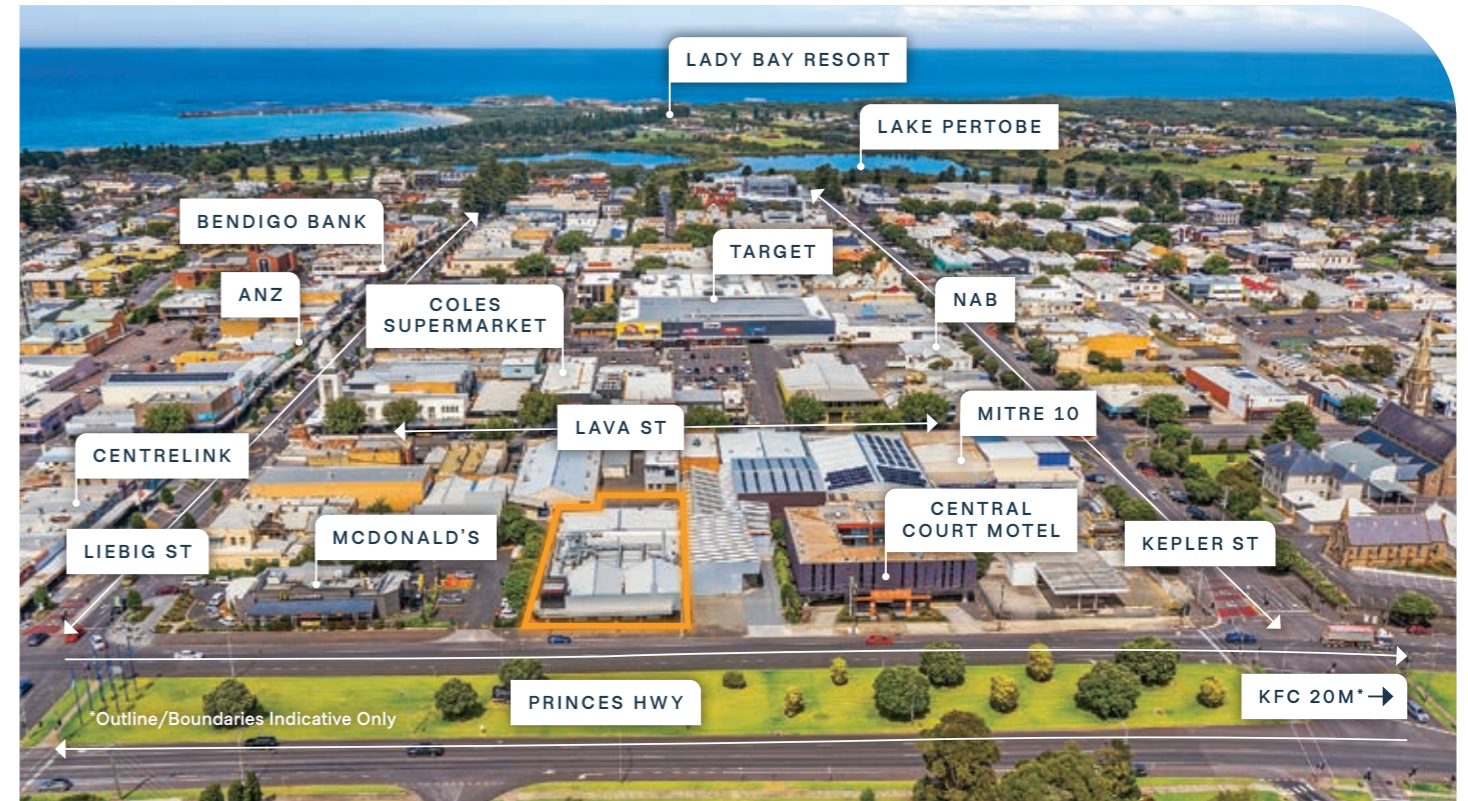 LADY BAY RESORT
LAKE PERTOBE
BENDIGO BANK
TARGET
ANZ
NAB
COLES
SUPERMARKET
MITRE 10
LAVA ST
CENTRELINK
CENTRAL
COURT MOTEL
MCDONALD'S
KEPLER ST
LIEBIG ST
PRINCES HWY
KFC 20M*
*Outline/Boundaries Indicative Only